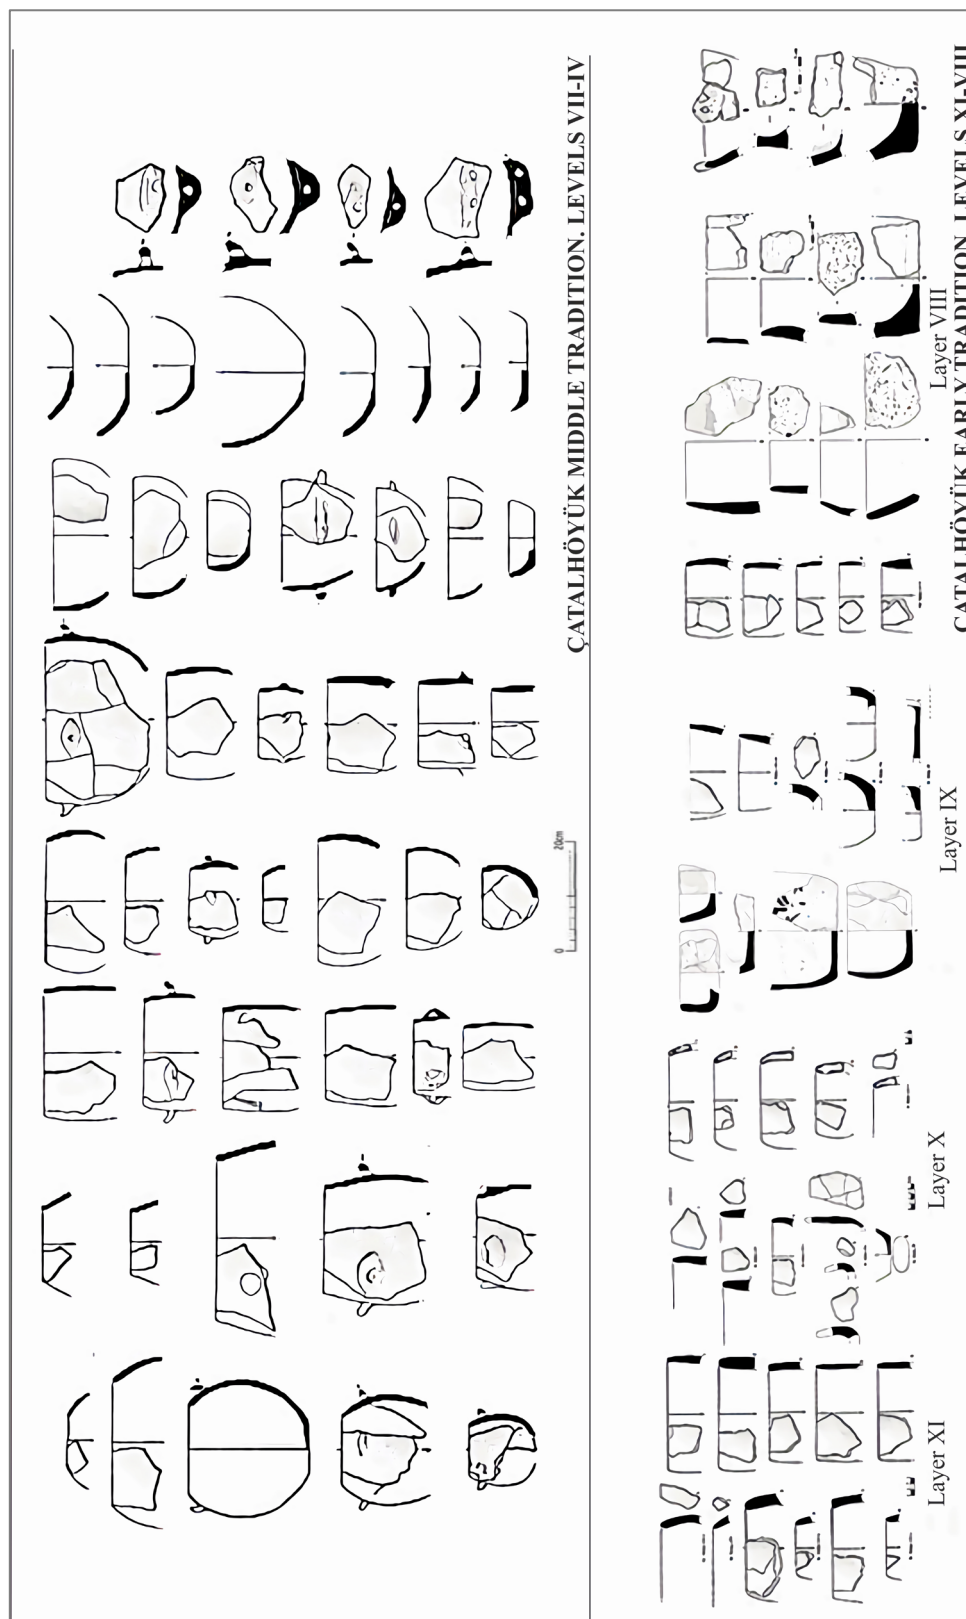 ÇATALHÖYÜK MIDDLE TRADITION. LEVELS VII-IV
0 20cm
Layer XI
Layer X
Layer IX
Layer VIII
ÇATALHÖYÜK EARLY TRADITION. LEVELS XI-VIII